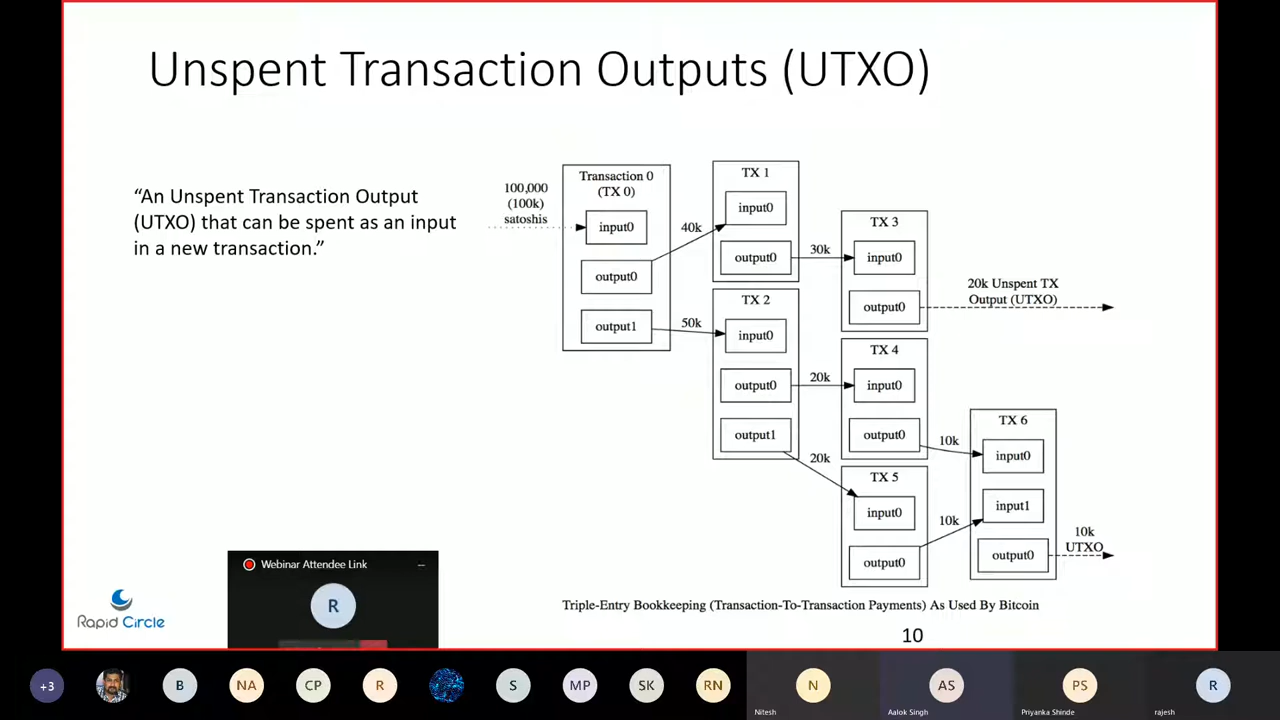 Unspent Transaction Outputs (UTXO)
“An Unspent Transaction Output
(UTXO) that can be spent as an input
in a new transaction.”
100,000
(100k)
satoshis
Transaction 0
(TX 0)
input0
output0
output1
40k
50k
TX 1
input0
output0
30k
TX 2
input0
output0
output1
20k
20k
TX 3
input0
output0
20k Unspent TX
Output (UTXO)
TX 4
input0
output0
10k
TX 5
input0
output0
10k
TX 6
input0
input1
output0
10k
UTXO
Triple-Entry Bookkeeping (Transaction-To-Transaction Payments) As Used By Bitcoin
10
Rapid Circle
Webinar Attendee Link
R
+3
B
NA
CP
R
S
MP
SK
RN
N
Nitesh
AS
Aalok Singh
PS
Priyanka Shinde
R
rajesh